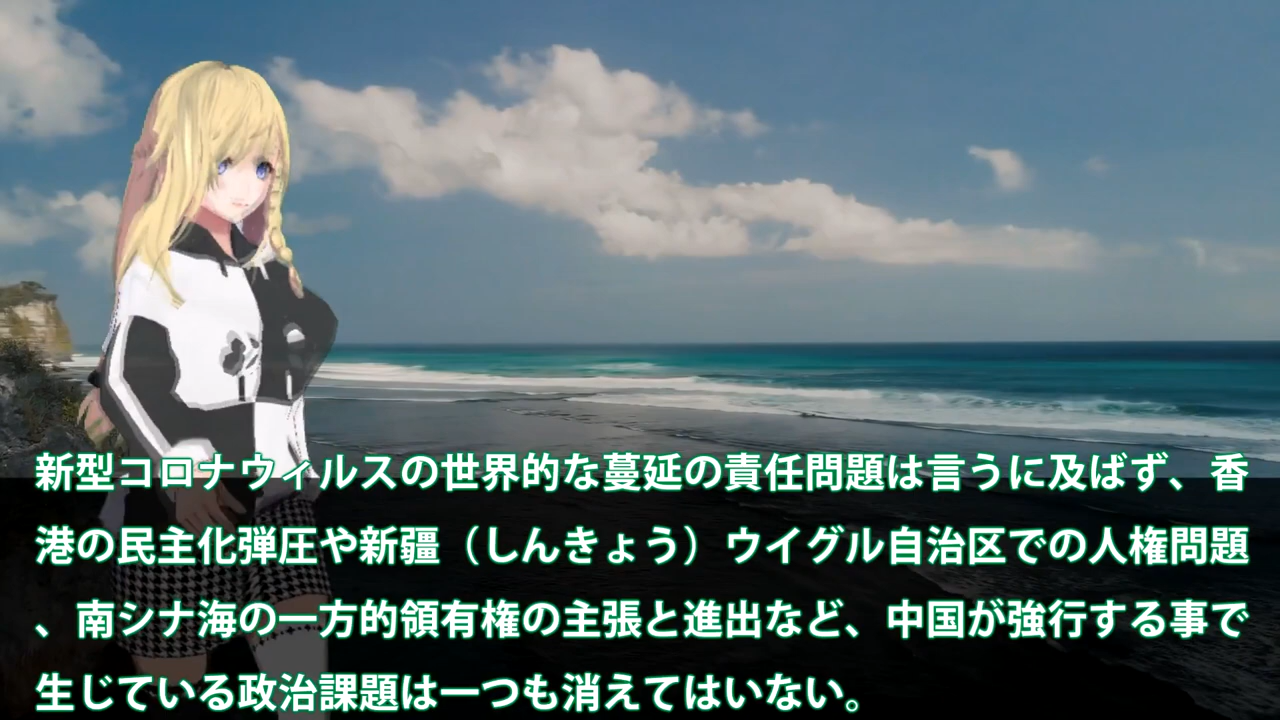 新型コロナウィルスの世界的な蔓延の責任問題は言うに及ばず、香
港の民主化弾圧や新疆（しんきょう）ウイグル自治区での人権問題
、南シナ海の一方的領有権の主張と進出など、中国が強行する事で
生じている政治課題は一つも消えてはいない。